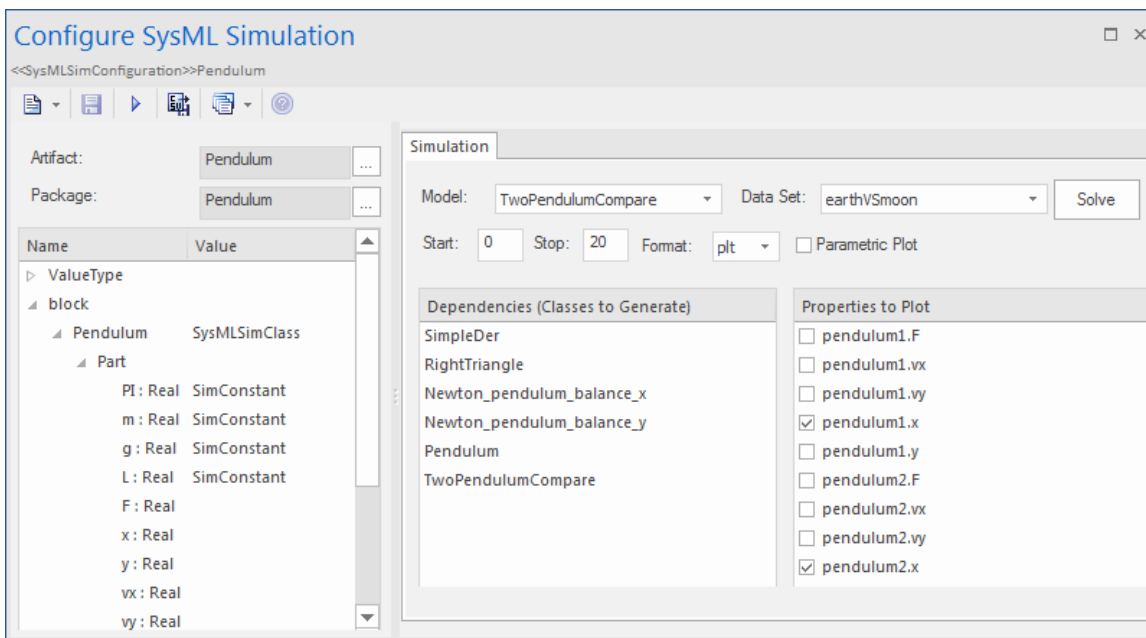 Configure SysML Simulation
<<SysMLSimConfiguration>>Pendulum
Artifact: Pendulum ...
Package: Pendulum ...
Name Value
ValueType
block
Pendulum SysMLSimClass
Part
PI : Real SimConstant
m : Real SimConstant
g : Real SimConstant
L : Real SimConstant
F : Real
x : Real
y : Real
vx : Real
vy : Real
Simulation
Model: TwoPendulumCompare Data Set: earthVSmoon Solve
Start: 0 Stop: 20 Format: plt Parametric Plot
Dependencies (Classes to Generate)
SimpleDer
RightTriangle
Newton_pendulum_balance_x
Newton_pendulum_balance_y
Pendulum
TwoPendulumCompare
Properties to Plot
pendulum1.F
pendulum1.vx
pendulum1.vy
pendulum1.x
pendulum1.y
pendulum2.F
pendulum2.vx
pendulum2.vy
pendulum2.x